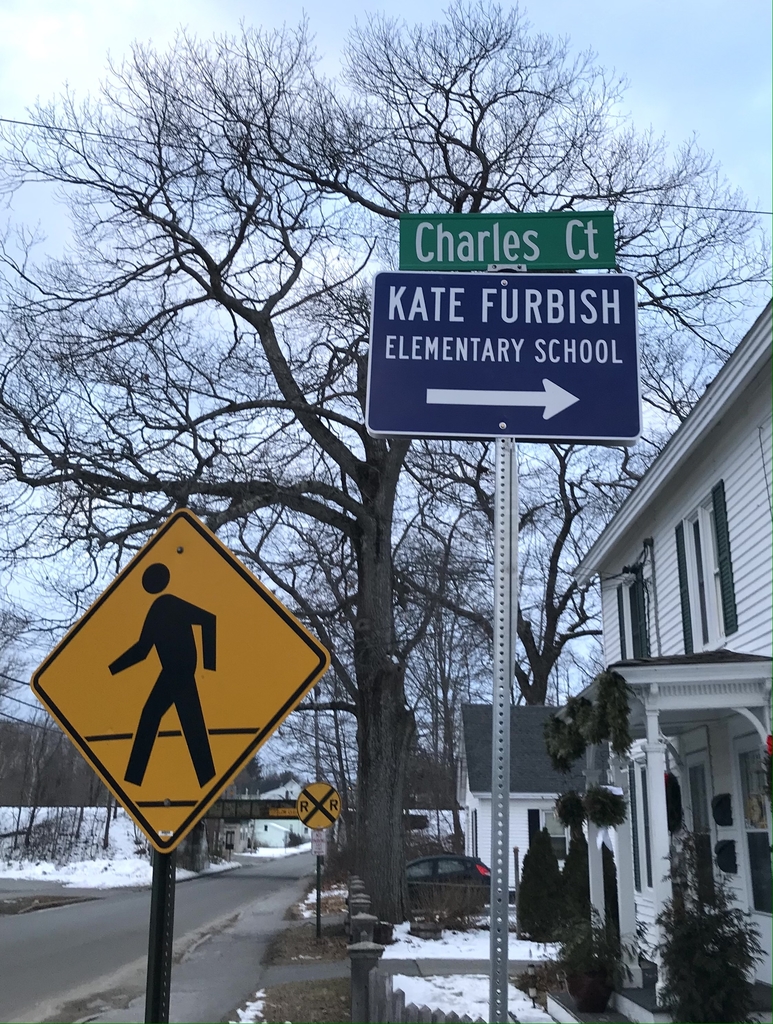 Charles Ct
KATE FURBISH
ELEMENTARY SCHOOL
R R